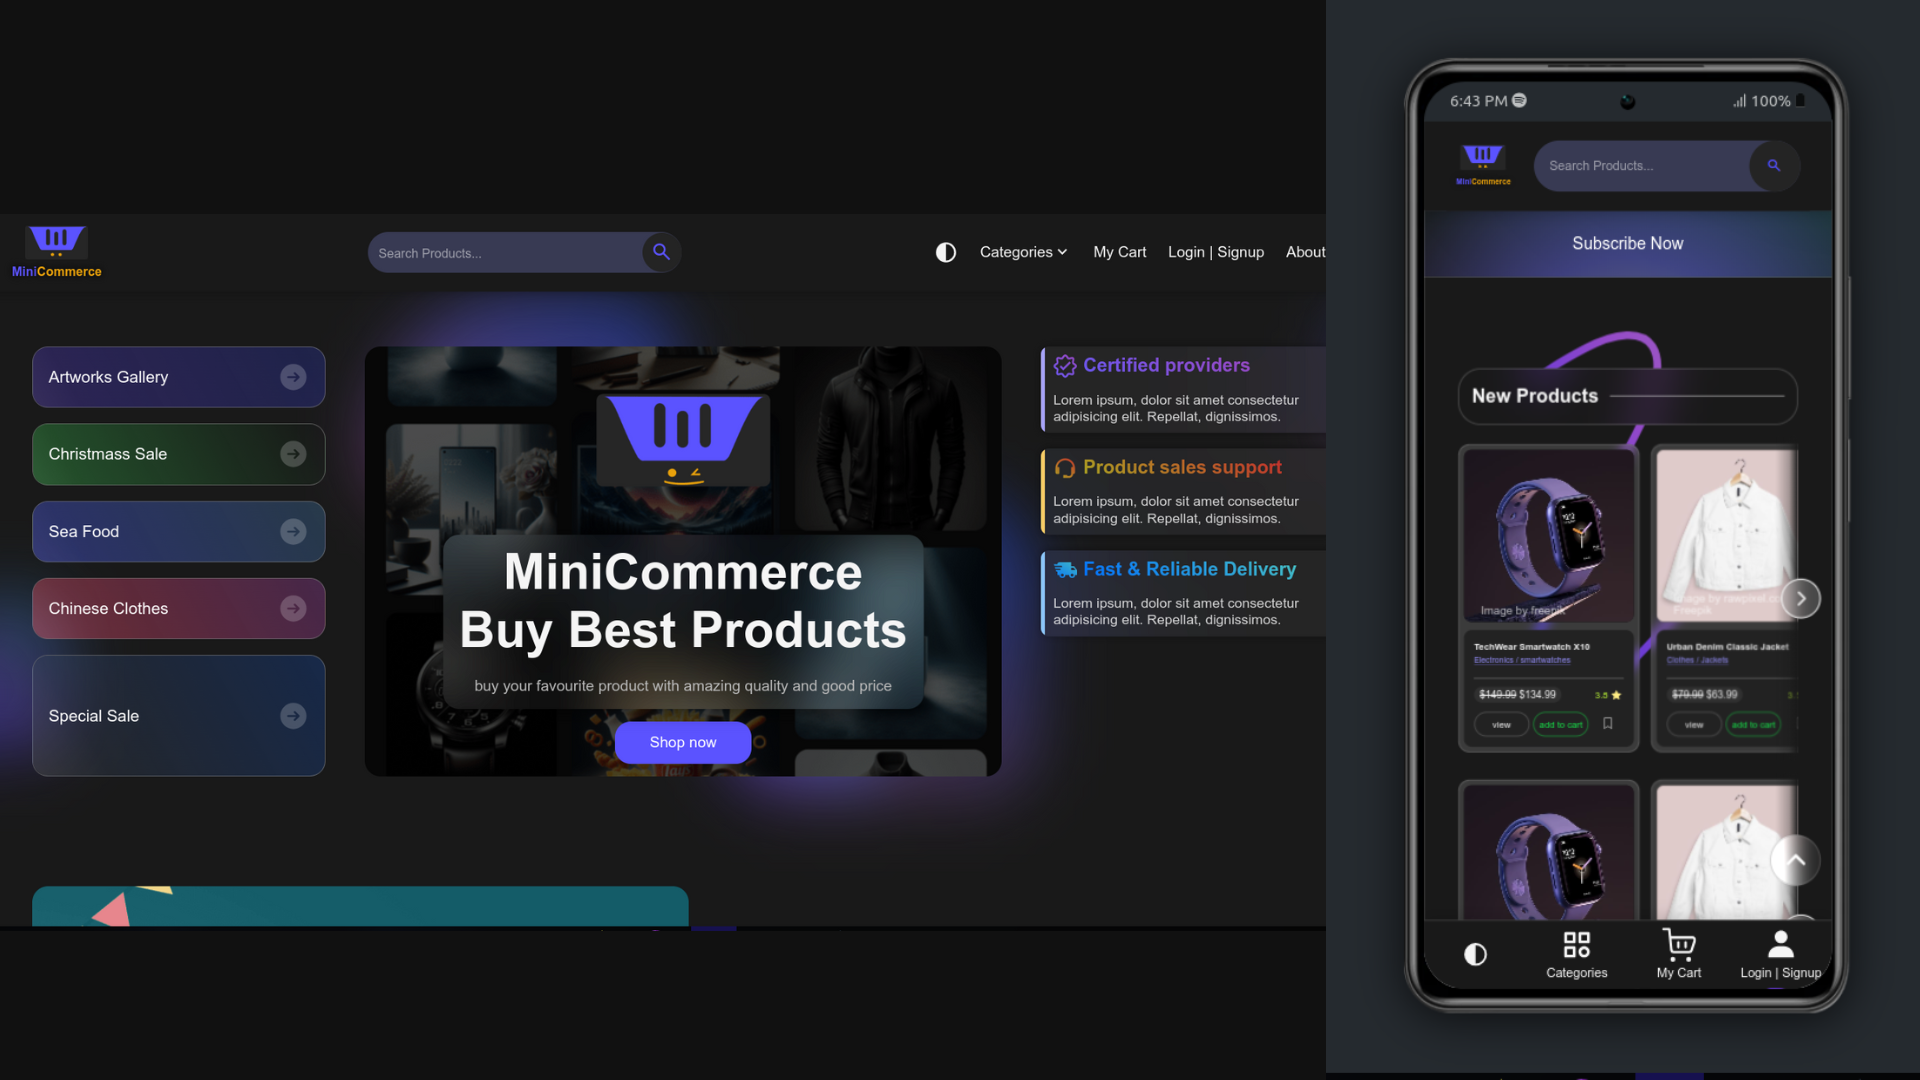 MiniCommerce
Search Products...
Categories
My Cart
Login | Signup
About
Artworks Gallery
Christmass Sale
Sea Food
Chinese Clothes
Special Sale
MiniCommerce
Buy Best Products
buy your favourite product with amazing quality and good price
Shop now
Certified providers
Lorem ipsum, dolor sit amet consectetur
adipisicing elit. Repellat, dignissimos.
Product sales support
Lorem ipsum, dolor sit amet consectetur
adipisicing elit. Repellat, dignissimos.
Fast & Reliable Delivery
Lorem ipsum, dolor sit amet consectetur
adipisicing elit. Repellat, dignissimos.
6:43 PM
100%
MiniCommerce
Search Products...
Subscribe Now
New Products
Image by freepik
TechWear Smartwatch X10
Electronics / smartwatches
$149.99 $134.99
3.5
view
add to cart
Image by rawpixel.co
Freepik
Urban Denim Classic Jacket
Clothes / Jackets
$79.99 $63.99
view
add to cart
Categories
My Cart
Login | Signup